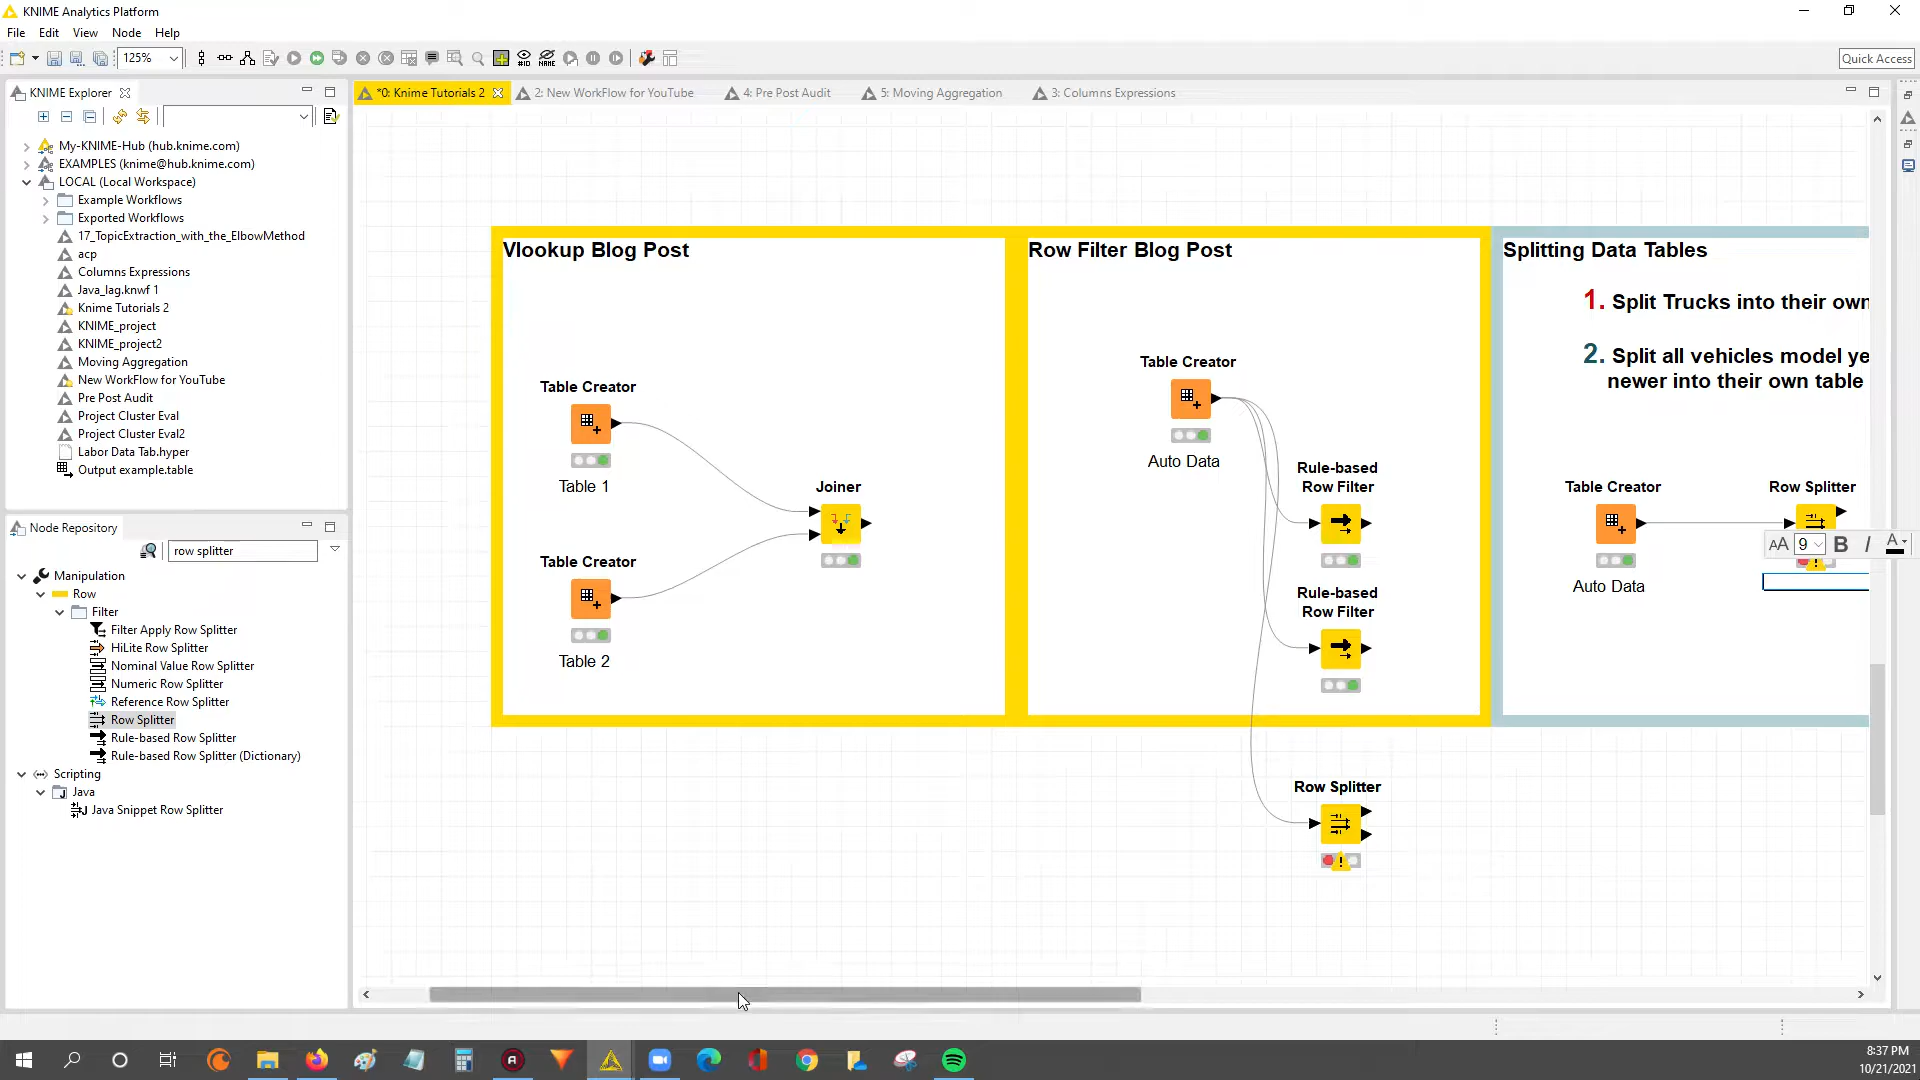 KNIME Analytics Platform
File Edit View Node Help
125%
Quick Access
KNIME Explorer
*0: Knime Tutorials 2
2: New WorkFlow for YouTube
4: Pre Post Audit
5: Moving Aggregation
3: Columns Expressions
My-KNIME-Hub (hub.knime.com)
EXAMPLES (knime@hub.knime.com)
LOCAL (Local Workspace)
Example Workflows
Exported Workflows
17_TopicExtraction_with_the_ElbowMethod
acp
Columns Expressions
Java_lag.knwf 1
Knime Tutorials 2
KNIME_project
KNIME_project2
Moving Aggregation
New WorkFlow for YouTube
Pre Post Audit
Project Cluster Eval
Project Cluster Eval2
Labor Data Tab.hyper
Output example.table
Node Repository
row splitter
Manipulation
Row
Filter
Filter Apply Row Splitter
HiLite Row Splitter
Nominal Value Row Splitter
Numeric Row Splitter
Reference Row Splitter
Row Splitter
Rule-based Row Splitter
Rule-based Row Splitter (Dictionary)
Scripting
Java
Java Snippet Row Splitter
Vlookup Blog Post
Table Creator
Table 1
Joiner
Table Creator
Table 2
Row Filter Blog Post
Table Creator
Auto Data
Rule-based
Row Filter
Rule-based
Row Filter
Row Splitter
Splitting Data Tables
1. Split Trucks into their own
2. Split all vehicles model ye
newer into their own table
Table Creator
Auto Data
Row Splitter
AA 9 B I A
8:37 PM
10/21/2021